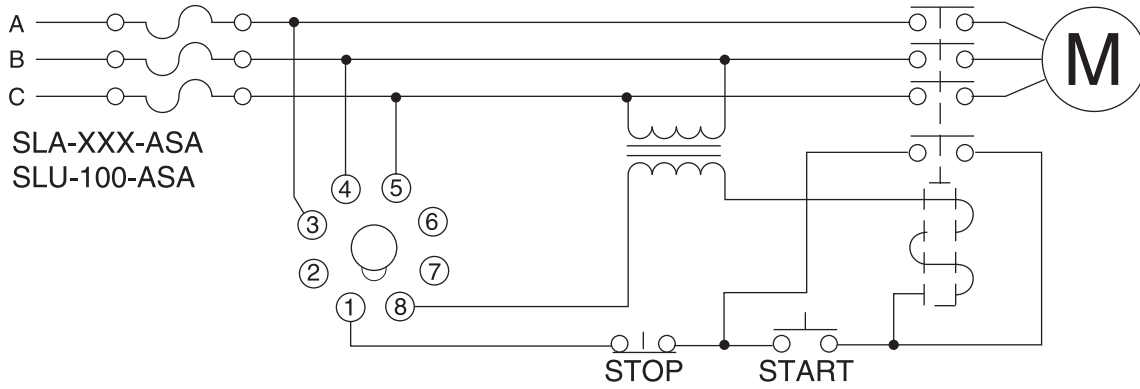 A
B
C
M
SLA-XXX-ASA
SLU-100-ASA
4
5
3
6
2
7
1
8
STOP
START